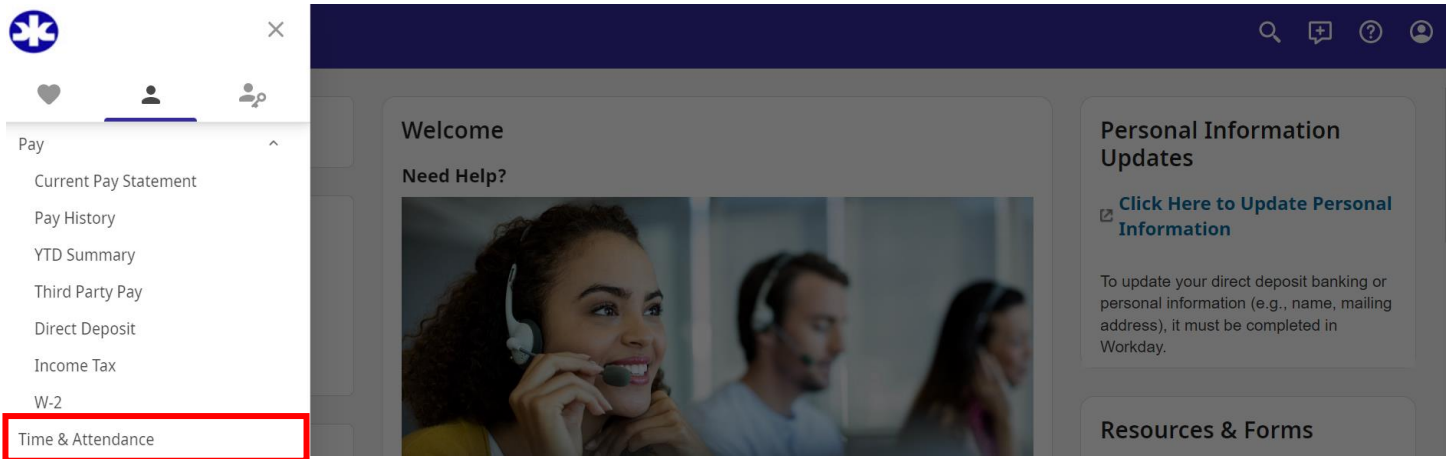 Pay
Current Pay Statement
Pay History
YTD Summary
Third Party Pay
Direct Deposit
Income Tax
W-2
Time & Attendance
Welcome
Need Help?
Personal Information
Updates
Click Here to Update Personal
Information
To update your direct deposit banking or
personal information (e.g., name, mailing
address), it must be completed in
Workday.
Resources & Forms